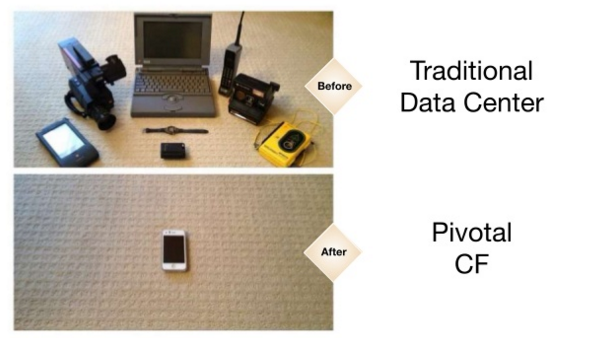 Before
Traditional
Data Center
After
Pivotal
CF